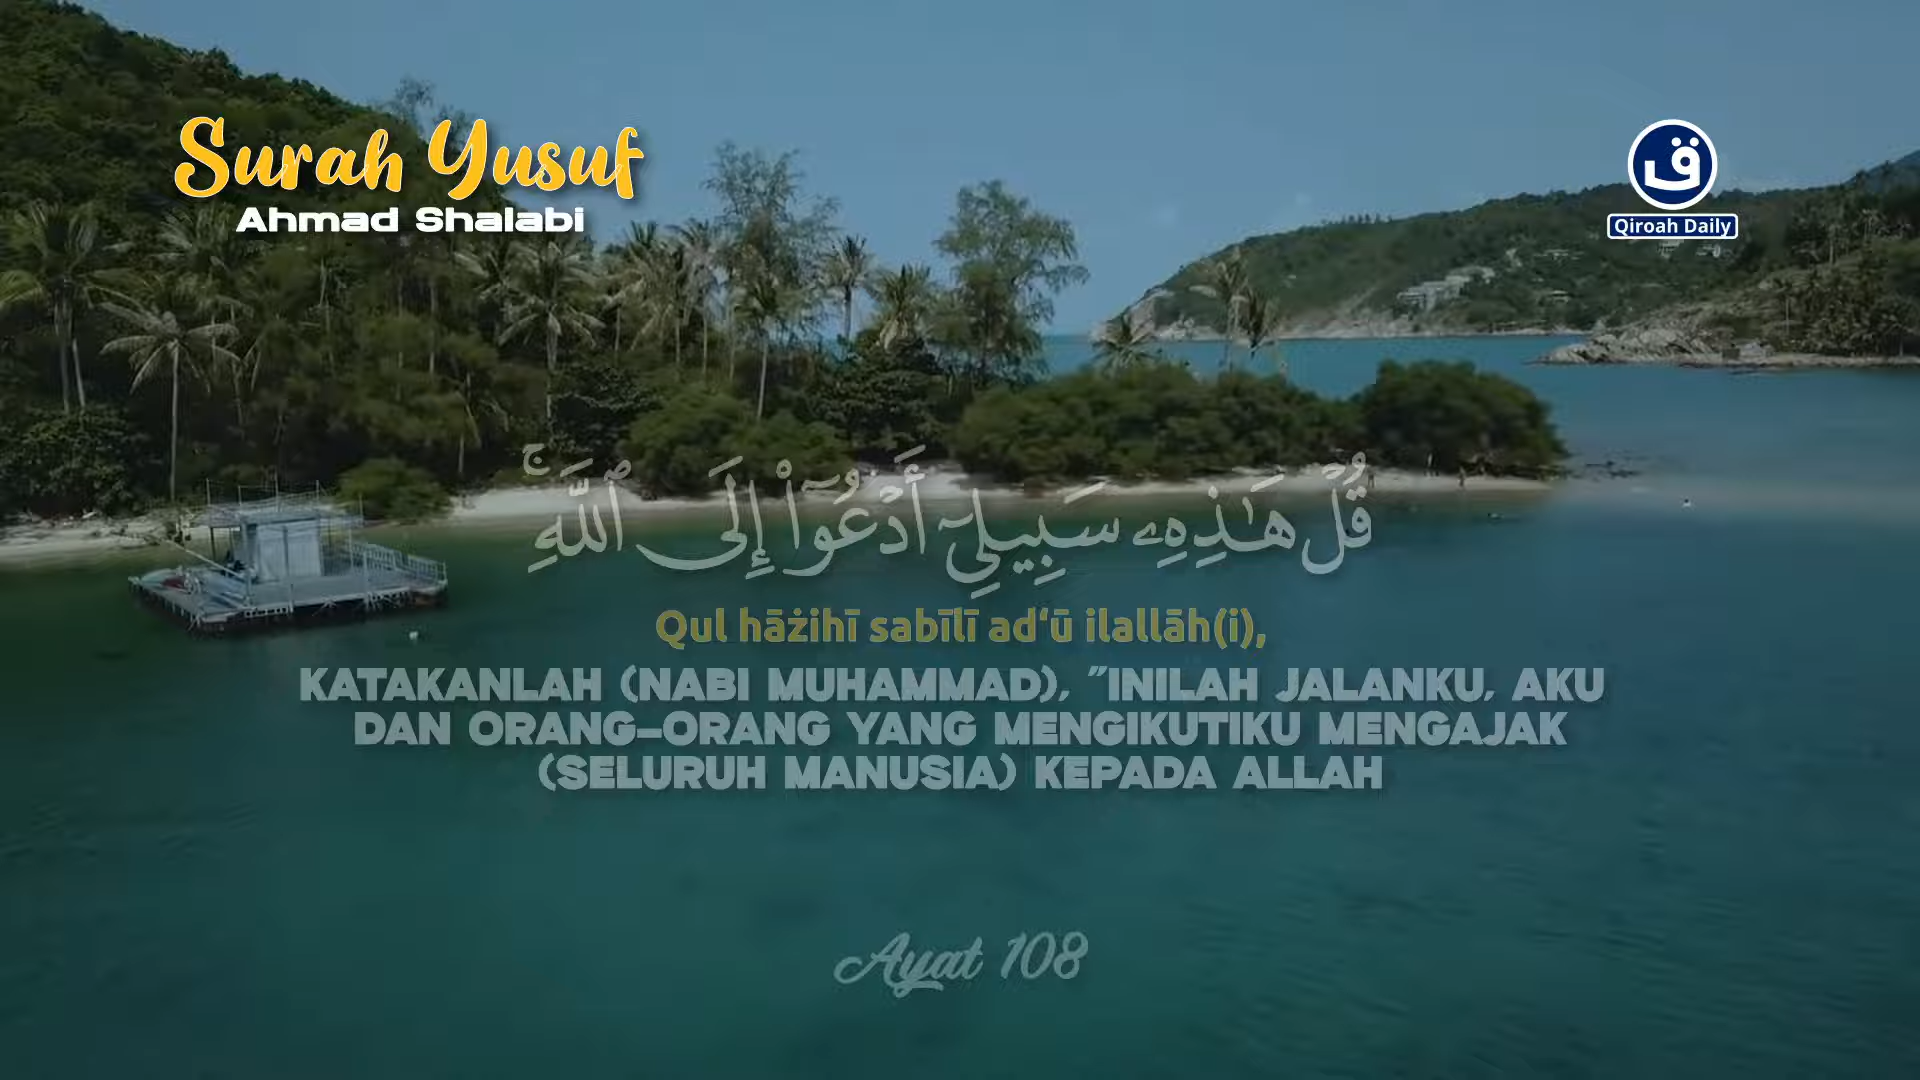 Surah Yusuf
Ahmad Shalabi
ق
Qiroah Daily
قُلْ هَـٰذِهِۦ سَبِيلِىٓ أَدْعُوٓا۟ إِلَى ٱللَّهِ ۚ
Qul hāżihī sabīlī ad‘ū ilallāh(i),
KATAKANLAH (NABI MUHAMMAD), "INILAH JALANKU, AKU
DAN ORANG-ORANG YANG MENGIKUTIKU MENGAJAK
(SELURUH MANUSIA) KEPADA ALLAH
Ayat 108